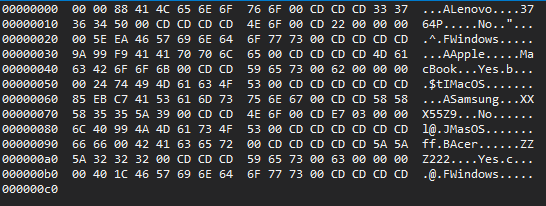 00000000 00 00 88 41 4C 65 6E 6F 76 6F 00 CD CD CD 33 37 ...ALenovo....37
00000010 36 34 50 00 CD CD CD CD 4E 6F 00 CD 22 00 00 00 64P.....No.."...
00000020 00 5E EA 46 57 69 6E 64 6F 77 73 00 CD CD CD CD .^.FWindows.....
00000030 9A 99 F9 41 41 70 70 6C 65 00 CD CD CD CD 4D 61 ...AApple.....Ma
00000040 63 42 6F 6F 6B 00 CD CD 59 65 73 00 62 00 00 00 cBook...Yes.b...
00000050 00 24 74 49 4D 61 63 4F 53 00 CD CD CD CD CD CD .$tIMacOS.......
00000060 85 EB C7 41 53 61 6D 73 75 6E 67 00 CD CD 58 58 ...ASamsung...XX
00000070 58 35 35 5A 39 00 CD CD 4E 6F 00 CD E7 03 00 00 X55Z9...No......
00000080 6C 40 99 4A 4D 61 73 4F 53 00 CD CD CD CD CD CD l@.JMasOS.......
00000090 66 66 00 42 41 63 65 72 00 CD CD CD CD CD 5A 5A ff.BAcer......ZZ
000000a0 5A 32 32 32 00 CD CD CD 59 65 73 00 63 00 00 00 Z222....Yes.c...
000000b0 00 40 1C 46 57 69 6E 64 6F 77 73 00 CD CD CD CD .@.FWindows.....
000000c0